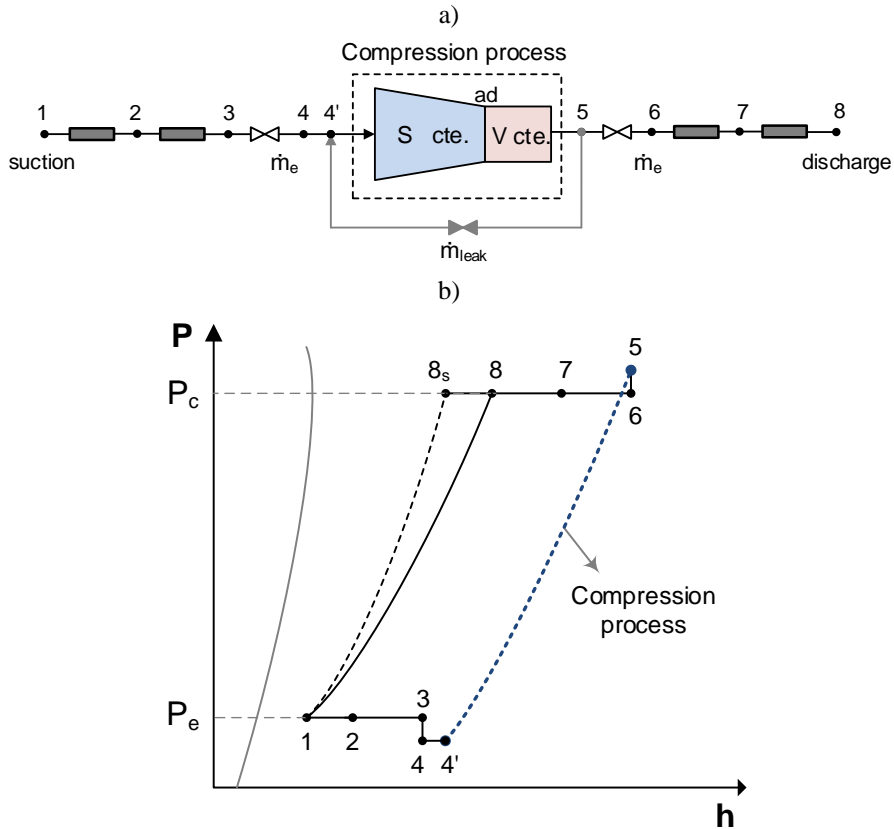 a)
Compression process
1 2 3 4 4' S cte. ad V cte. 5 6 7 8
suction ṁe ṁe discharge
ṁleak
b)
P
5
8s 8 7
Pc
6
Compression
process
3
Pe
1 2
4 4'
h